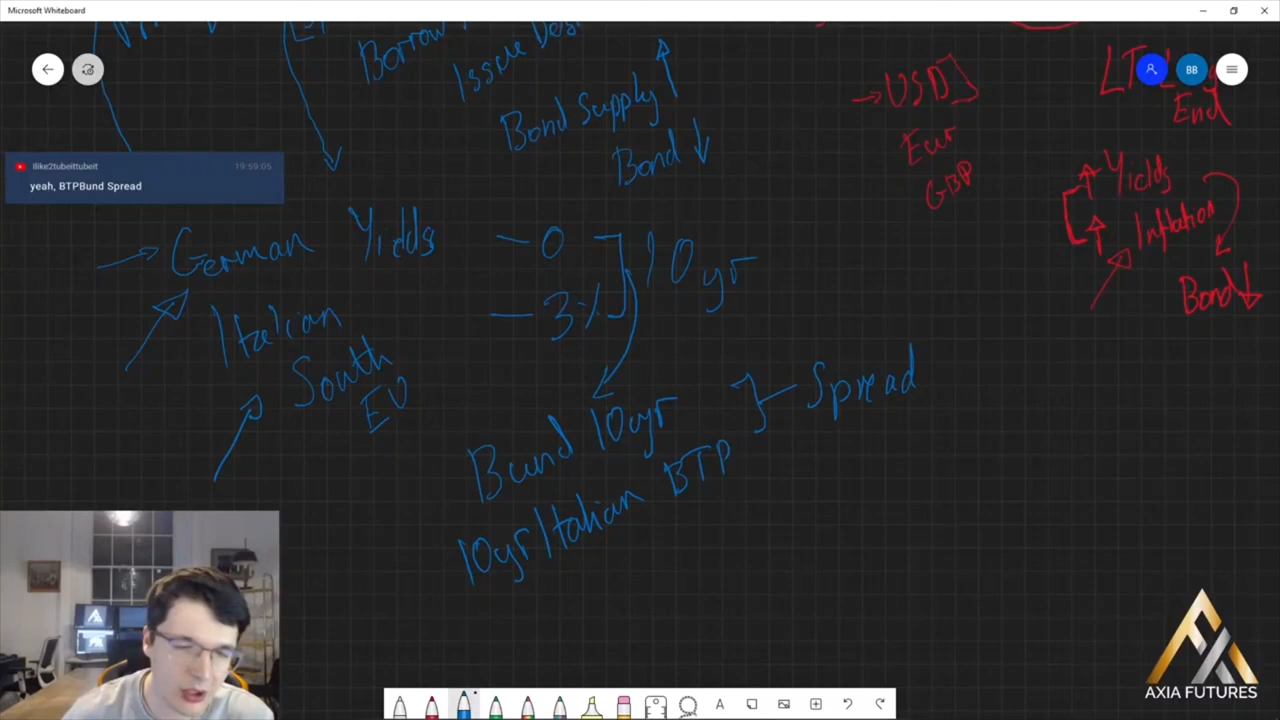 Microsoft Whiteboard
Borrow
Issue
Bond Supply
Bond
USD
Eur
GBP
End
Yields
Inflation
Bond
BB
ilike2tubeittubeit 19:59:05
yeah, BTPBund Spread
German Yields – 0
Italian – 3%
10yr
South
EU
Bund 10yr
10yr Italian BTP
Spread
A
AXIA FUTURES